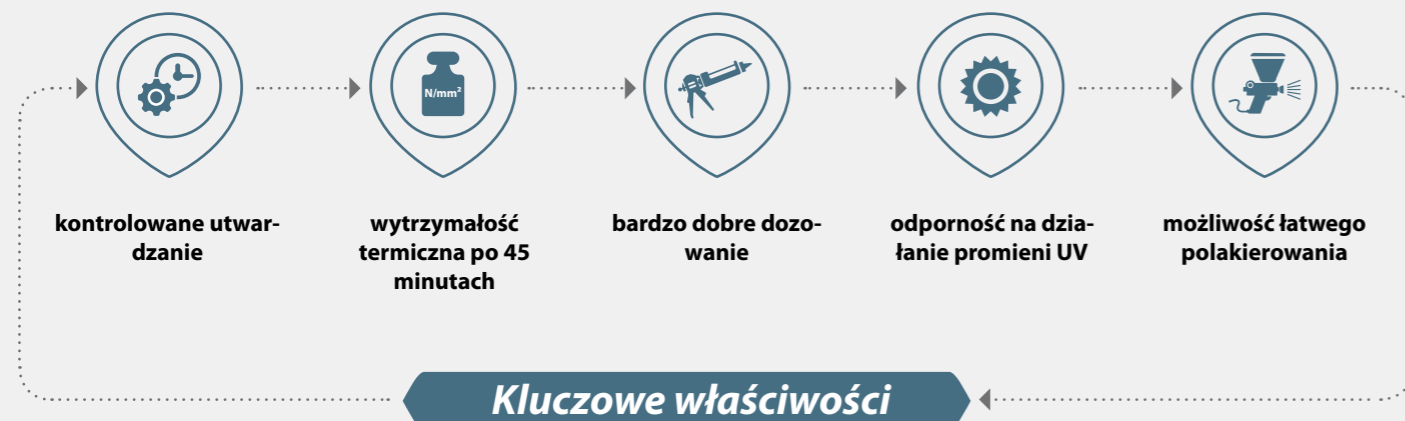 N/mm²
kontrolowane utwar-
dzanie
wytrzymałość
termiczna po 45
minutach
bardzo dobre dozo-
wanie
odporność na dzia-
łanie promieni UV
możliwość łatwego
polakierowania
Kluczowe właściwości